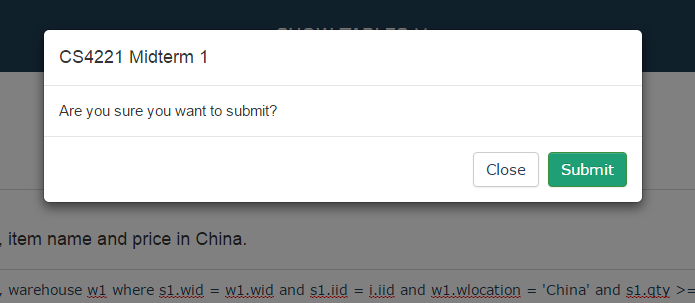 CS4221 Midterm 1
Are you sure you want to submit?
Close Submit
, item name and price in China.
, warehouse w1 where s1.wid = w1.wid and s1.iid = i.iid and w1.wlocation = 'China' and s1.qty >=